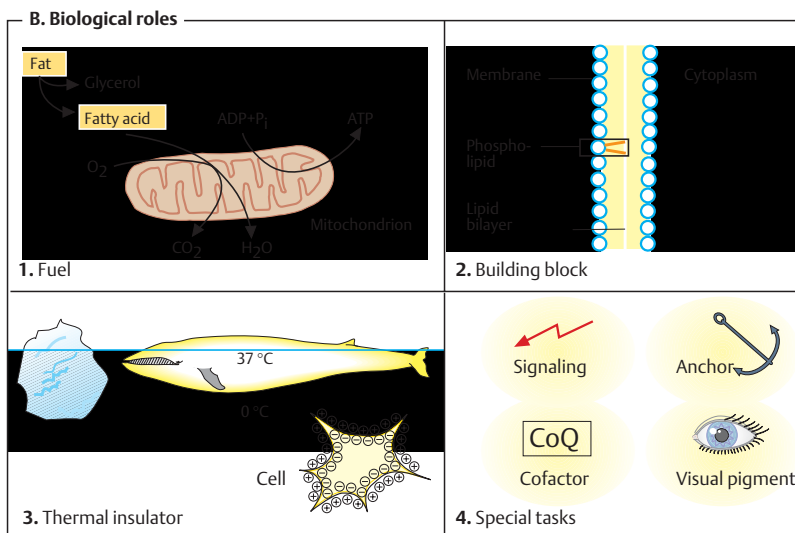 B. Biological roles
Fat
Glycerol
Fatty acid
ADP+Pi
ATP
O2
Mitochondrion
CO2
H2O
1. Fuel
Membrane
Cytoplasm
Phospho-
lipid
Lipid
bilayer
2. Building block
37 °C
0 °C
Cell
3. Thermal insulator
Signaling
Anchor
CoQ
Cofactor
Visual pigment
4. Special tasks